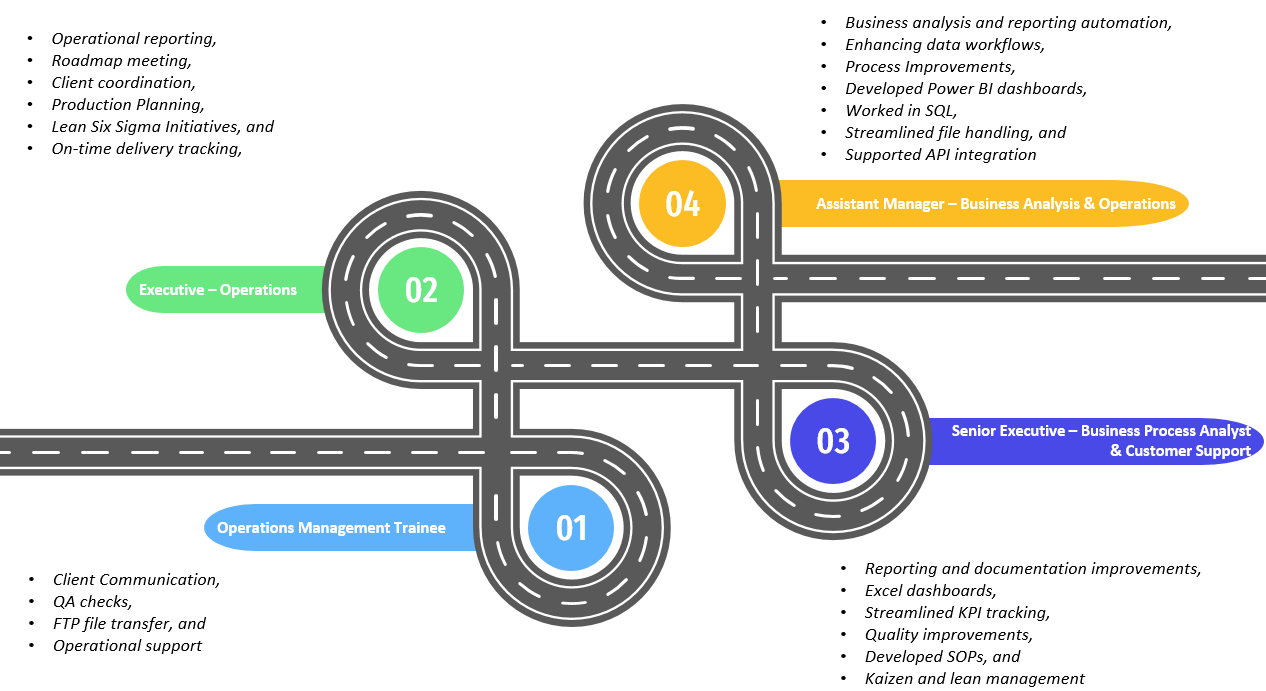 • Operational reporting,
• Roadmap meeting,
• Client coordination,
• Production Planning,
• Lean Six Sigma Initiatives, and
• On-time delivery tracking,
• Business analysis and reporting automation,
• Enhancing data workflows,
• Process Improvements,
• Developed Power BI dashboards,
• Worked in SQL,
• Streamlined file handling, and
• Supported API integration
04
Assistant Manager – Business Analysis & Operations
Executive – Operations
02
03
Senior Executive – Business Process Analyst
& Customer Support
Operations Management Trainee
01
• Client Communication,
• QA checks,
• FTP file transfer, and
• Operational support
• Reporting and documentation improvements,
• Excel dashboards,
• Streamlined KPI tracking,
• Quality improvements,
• Developed SOPs, and
• Kaizen and lean management